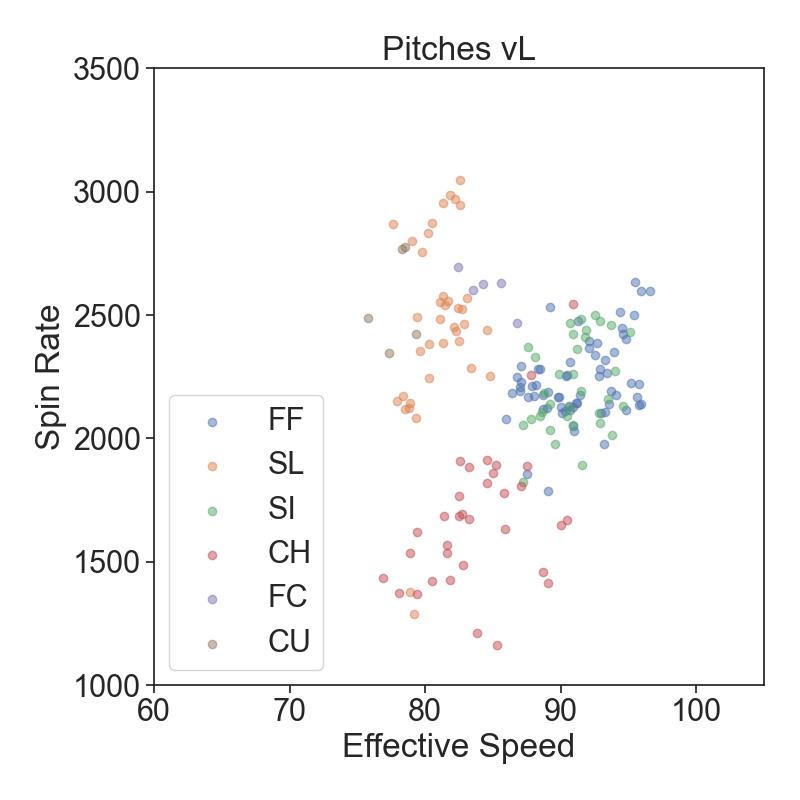 Pitches vL
3500
3000
2500
2000
1500
1000
Spin Rate
FF
SL
SI
CH
FC
CU
60 70 80 90 100
Effective Speed